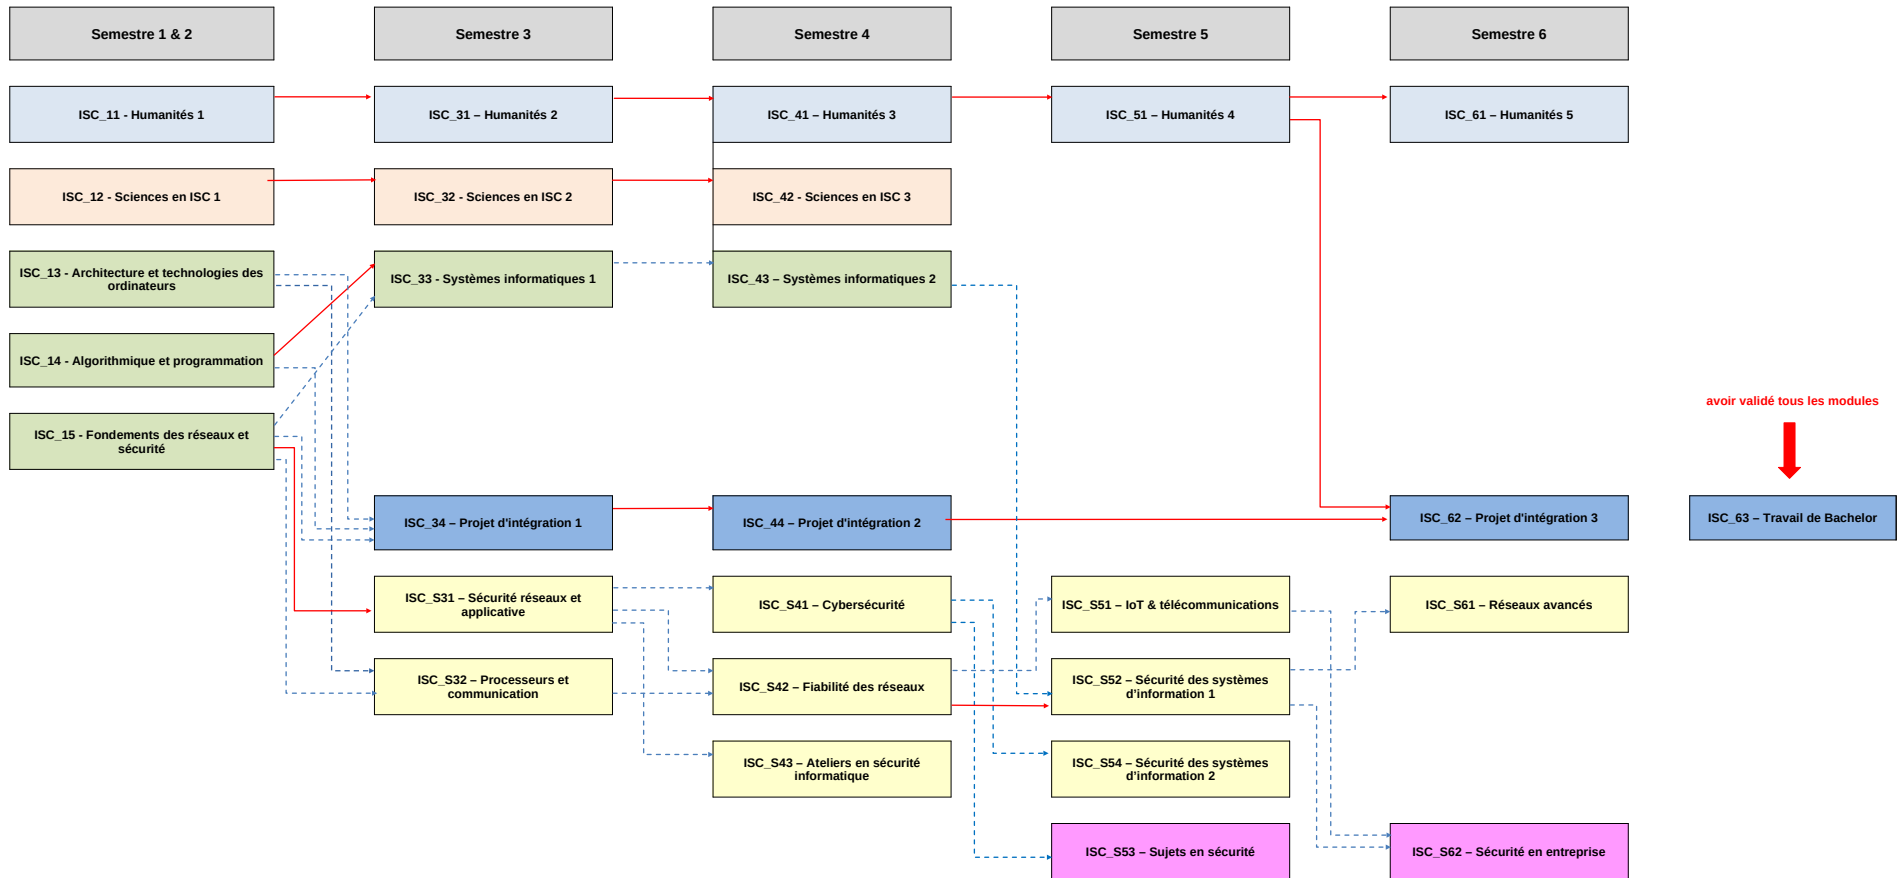 Semestre 1 & 2
Semestre 3
Semestre 4
Semestre 5
Semestre 6
ISC_11 - Humanités 1
ISC_31 – Humanités 2
ISC_41 – Humanités 3
ISC_51 – Humanités 4
ISC_61 – Humanités 5
ISC_12 - Sciences en ISC 1
ISC_32 - Sciences en ISC 2
ISC_42 - Sciences en ISC 3
ISC_13 - Architecture et technologies des
ordinateurs
ISC_33 - Systèmes informatiques 1
ISC_43 – Systèmes informatiques 2
ISC_14 - Algorithmique et programmation
avoir validé tous les modules
ISC_15 - Fondements des réseaux et
sécurité
ISC_34 – Projet d'intégration 1
ISC_44 – Projet d'intégration 2
ISC_62 – Projet d'intégration 3
ISC_63 – Travail de Bachelor
ISC_S31 – Sécurité réseaux et
applicative
ISC_S41 – Cybersécurité
ISC_S51 – IoT & télécommunications
ISC_S61 – Réseaux avancés
ISC_S32 – Processeurs et
communication
ISC_S42 – Fiabilité des réseaux
ISC_S52 – Sécurité des systèmes
d’information 1
ISC_S43 – Ateliers en sécurité
informatique
ISC_S54 – Sécurité des systèmes
d’information 2
ISC_S53 – Sujets en sécurité
ISC_S62 – Sécurité en entreprise